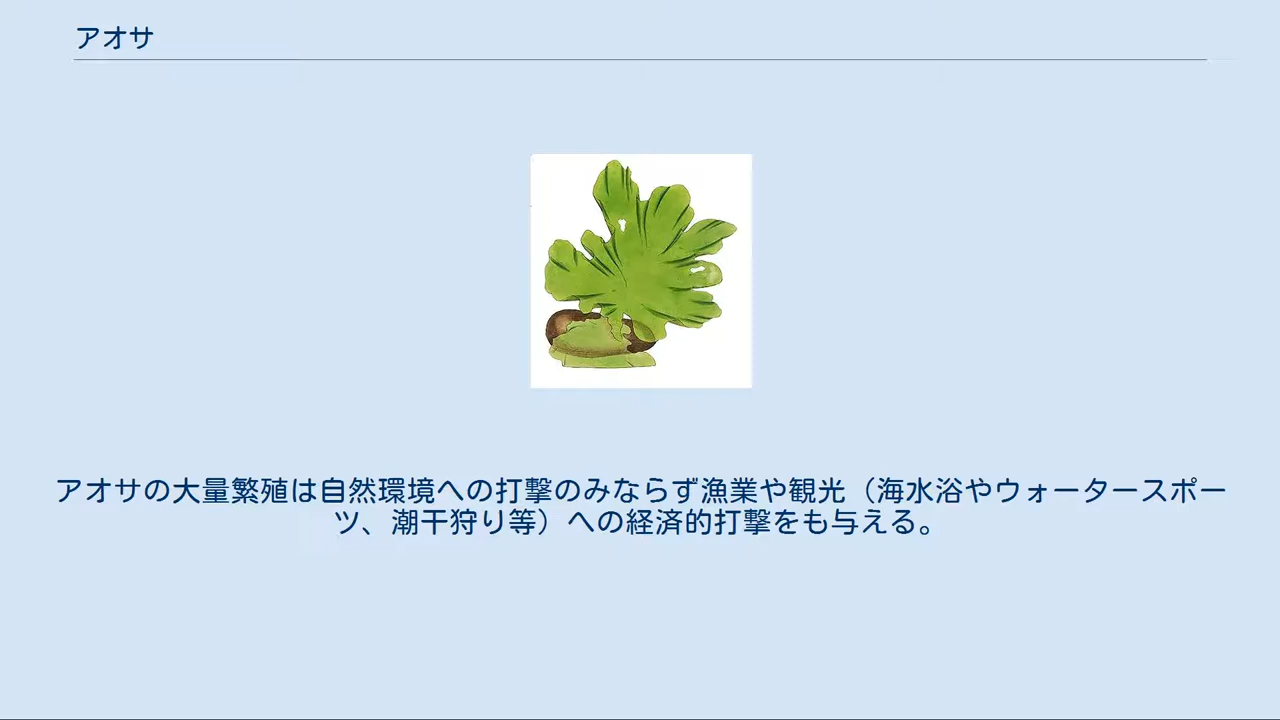 アオサ
アオサの大量繁殖は自然環境への打撃のみならず漁業や観光（海水浴やウォータースポー
ツ、潮干狩り等）への経済的打撃をも与える。